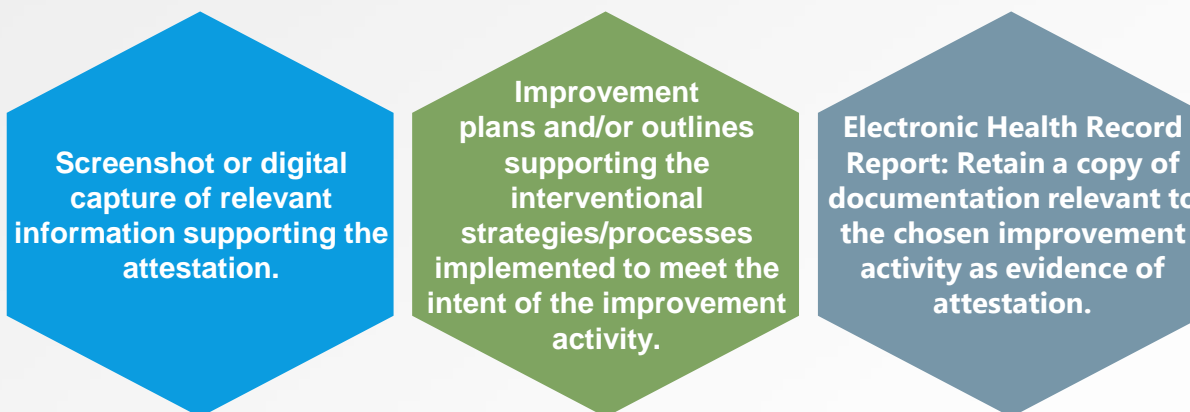 Screenshot or digital
capture of relevant
information supporting the
attestation.
Improvement
plans and/or outlines
supporting the
interventional
strategies/processes
implemented to meet the
intent of the improvement
activity.
Electronic Health Record
Report: Retain a copy of
documentation relevant to
the chosen improvement
activity as evidence of
attestation.